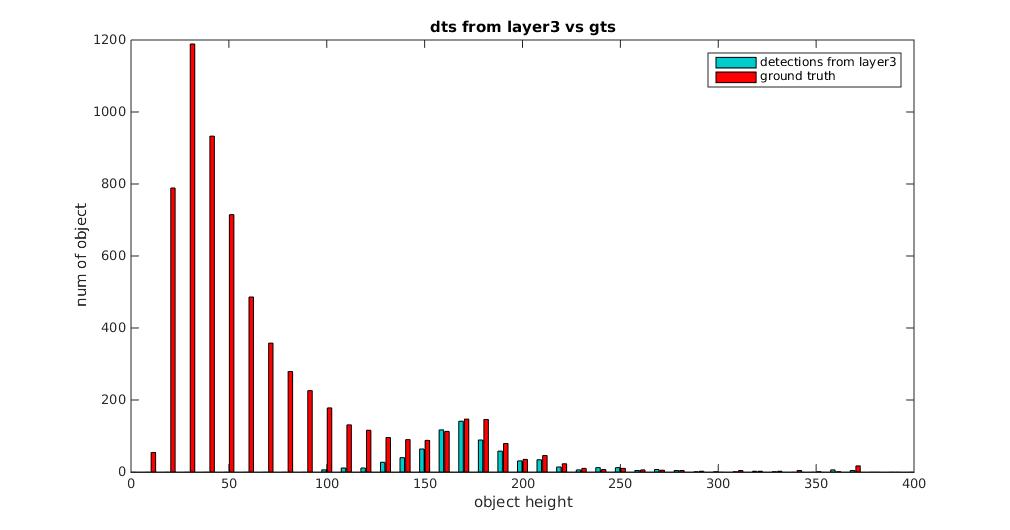 dts from layer3 vs gts
detections from layer3
ground truth
1200
1000
800
600
400
200
0
num of object
0 50 100 150 200 250 300 350 400
object height